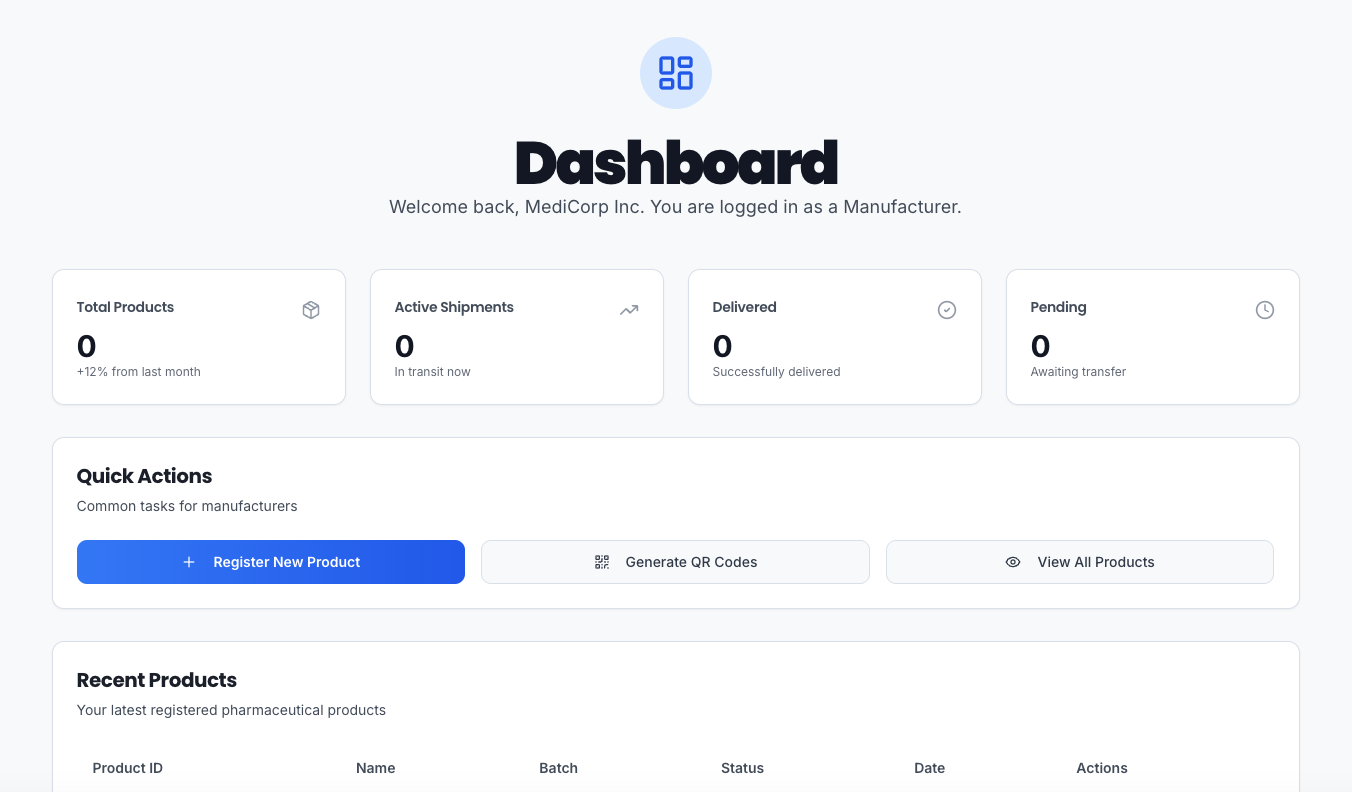 Dashboard
Welcome back, MediCorp Inc. You are logged in as a Manufacturer.
Total Products
0
+12% from last month
Active Shipments
0
In transit now
Delivered
0
Successfully delivered
Pending
0
Awaiting transfer
Quick Actions
Common tasks for manufacturers
Register New Product
Generate QR Codes
View All Products
Recent Products
Your latest registered pharmaceutical products
Product ID Name Batch Status Date Actions